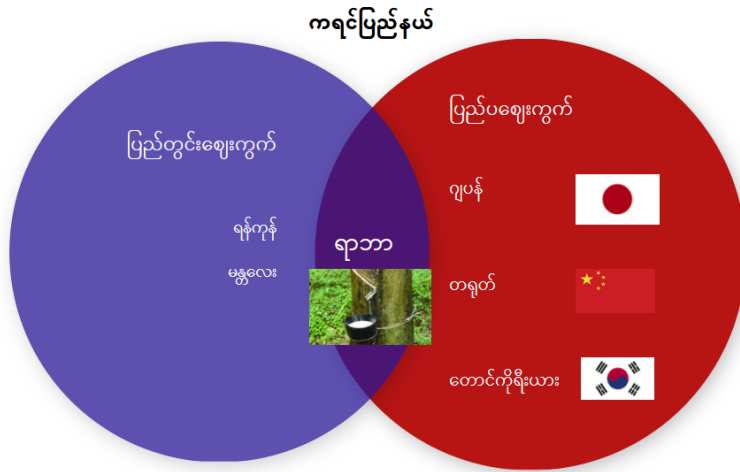 ကရင်ပြည်နယ်
ပြည်တွင်းဈေးကွက်
ရန်ကုန်
မန္တလေး
ရာဘာ
ပြည်ပဈေးကွက်
ဂျပန်
တရုတ်
တောင်ကိုရီးယား